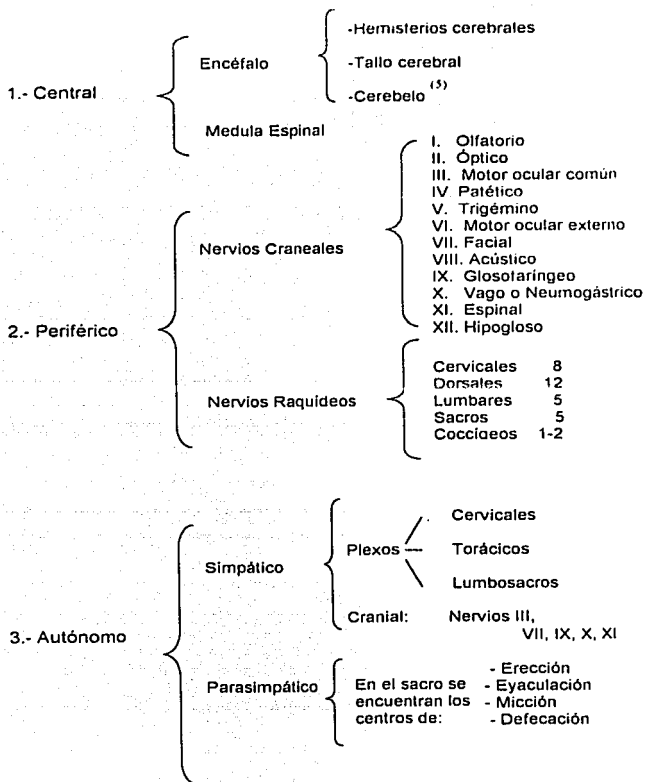 1.- Central
Encéfalo
-Hemisterios cerebrales
-Tallo cerebral
-Cerebelo (5)
Medula Espinal
2.- Periférico
Nervios Craneales
I. Olfatorio
II. Óptico
III. Motor ocular común
IV. Patético
V. Trigémino
VI. Motor ocular externo
VII. Facial
VIII. Acústico
IX. Glosofaríngeo
X. Vago o Neumogástrico
XI. Espinal
XII. Hipogloso
Nervios Raquídeos
Cervicales 8
Dorsales 12
Lumbares 5
Sacros 5
Coccígeos 1-2
3.- Autónomo
Simpático
Plexos
Cervicales
Torácicos
Lumbosacros
Cranial: Nervios III,
VII, IX, X, XI
Parasimpático
En el sacro se
encuentran los
centros de:
- Erección
- Eyaculación
- Micción
- Defecación